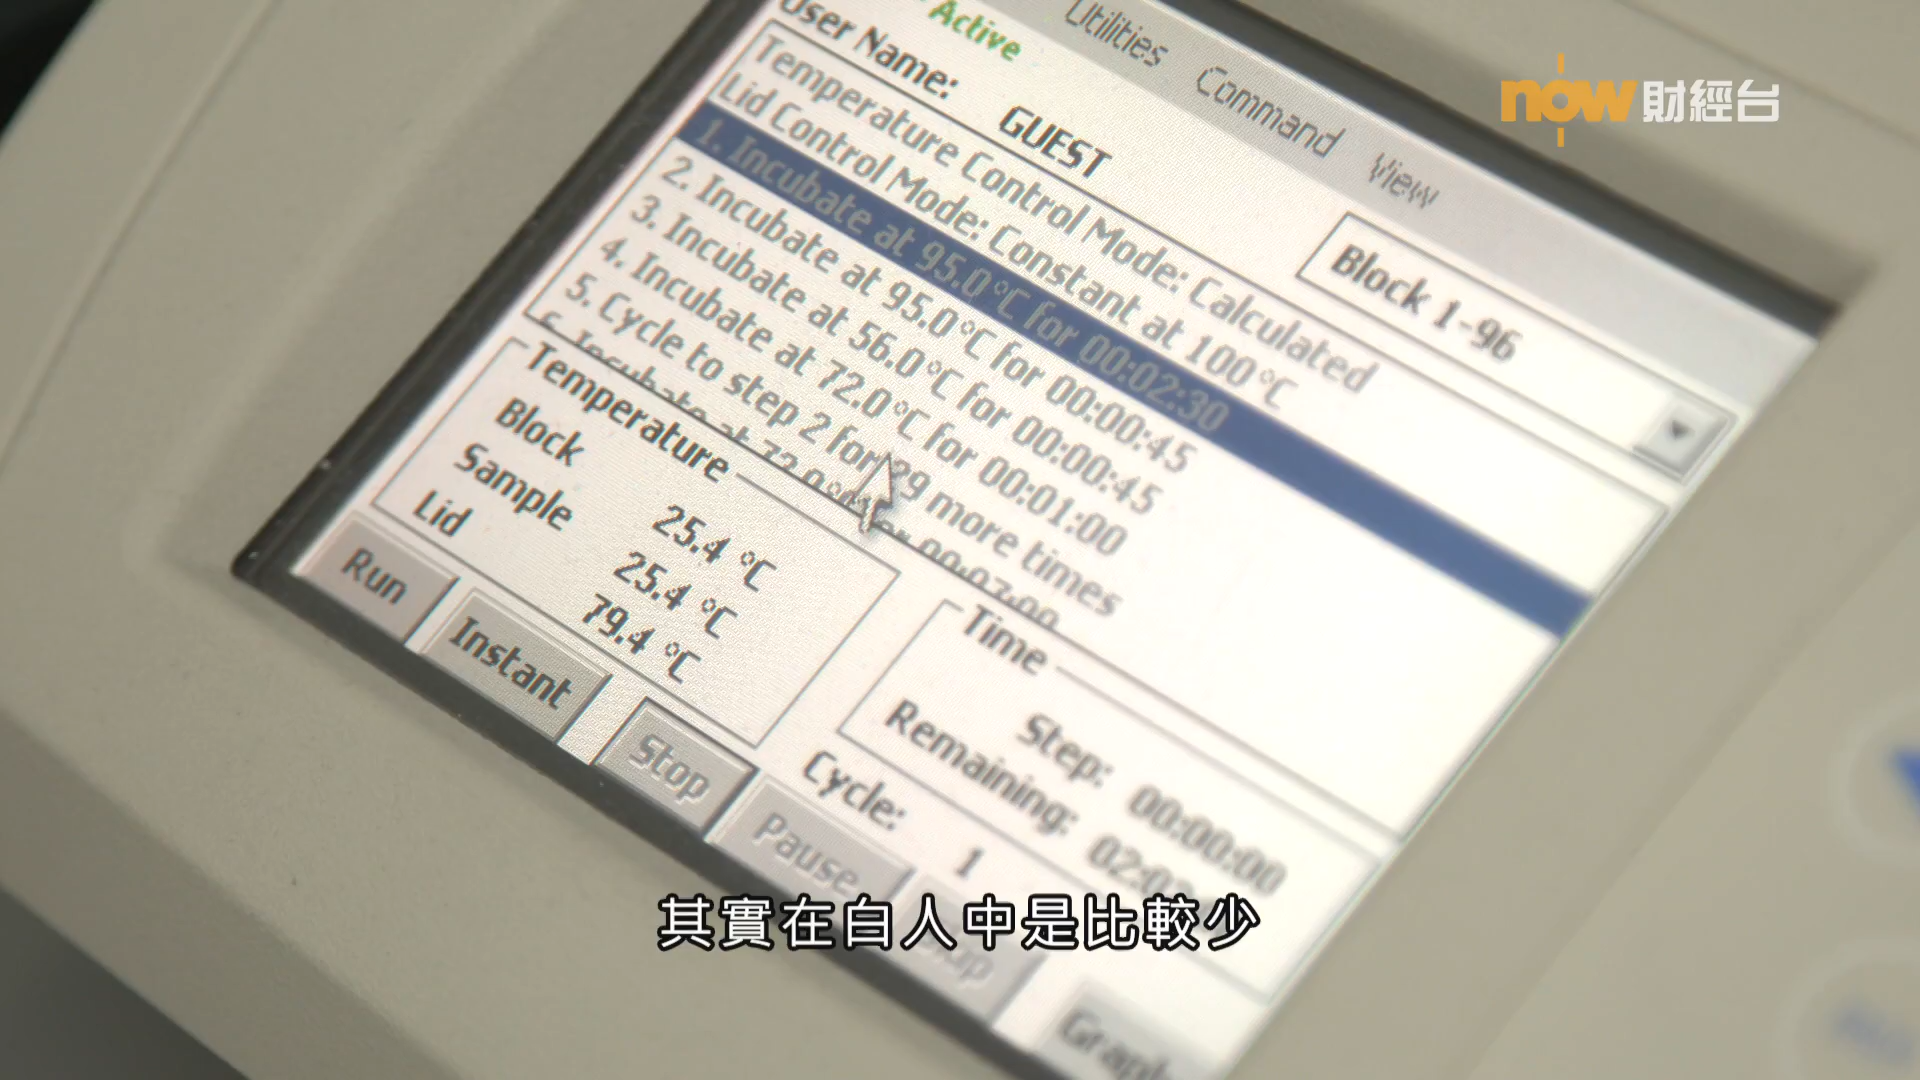 Active
Utilities
Command
View
User Name:
GUEST
Block 1-96
Temperature Control Mode: Calculated
Lid Control Mode: Constant at 100°C
1. Incubate at 95.0°C for 00:02:30
2. Incubate at 95.0°C for 00:00:45
3. Incubate at 56.0°C for 00:00:45
4. Incubate at 72.0°C for 00:01:00
5. Cycle to step 2 for 39 more times
Temperature
Block 25.4 °C
Sample 25.4 °C
Lid 79.4 °C
Time
Step: 00:00:00
Remaining:
Cycle: 1
Run
Instant
Stop
Pause
now 財經台
其實在白人中是比較少